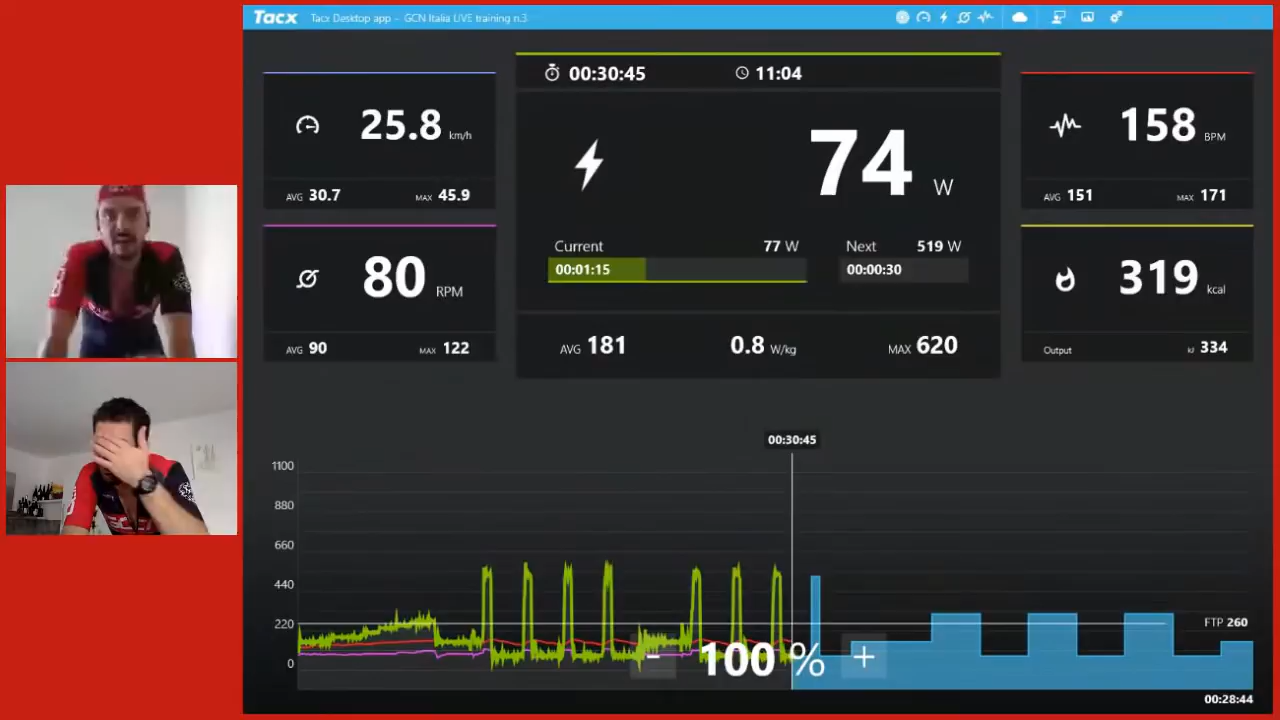 Tacx Tacx Desktop app – GCN Italia LIVE training n.3
00:30:45 11:04
25.8 km/h
AVG 30.7 MAX 45.9
74 W
158 BPM
AVG 151 MAX 171
80 RPM
AVG 90 MAX 122
Current 77 W Next 519 W
00:01:15 00:00:30
AVG 181 0.8 W/kg MAX 620
319 kcal
Output kJ 334
00:30:45
1100
880
660
440
220
0
FTP 260
- 100 % +
00:28:44